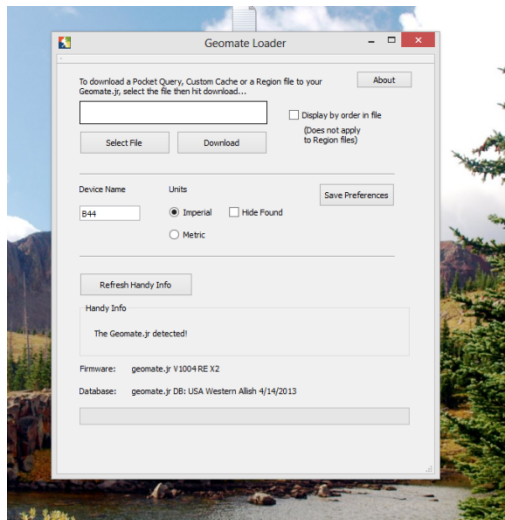 Geomate Loader
To download a Pocket Query, Custom Cache or a Region file to your
Geomate.jr, select the file then hit download...
About
Display by order in file
(Does not apply
to Region files)
Select File
Download
Device Name
Units
Save Preferences
B44
Imperial
Hide Found
Metric
Refresh Handy Info
Handy Info
The Geomate.jr detected!
Firmware: geomate.jr V1004 RE X2
Database: geomate.jr DB: USA Western Allish 4/14/2013